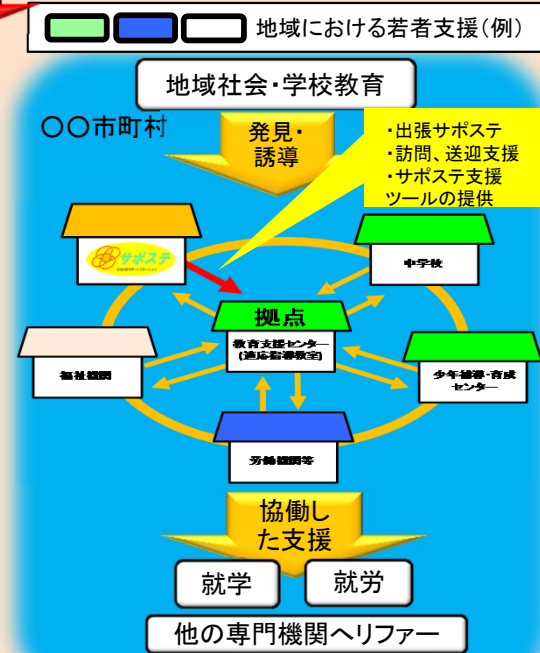 地域における若者支援（例）
地域社会・学校教育
〇〇市町村
発見・
誘導
・出張サポステ
・訪問、送迎支援
・サポステ支援
ツールの提供
サポステ
中学校
拠点
教育支援センター
(適応指導教室)
福祉機関
少年補導・育成
センター
労働機関等
協働し
た支援
就学
就労
他の専門機関へリファー